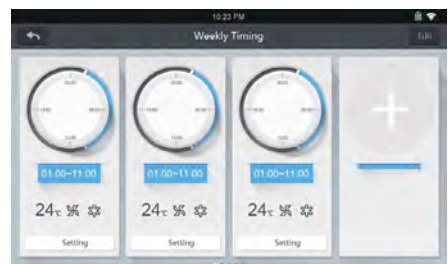 10:23 PM
Weekly Timing
Edit
01:00~11:00
01:00~11:00
01:00~11:00
24℃
24℃
24℃
Setting
Setting
Setting